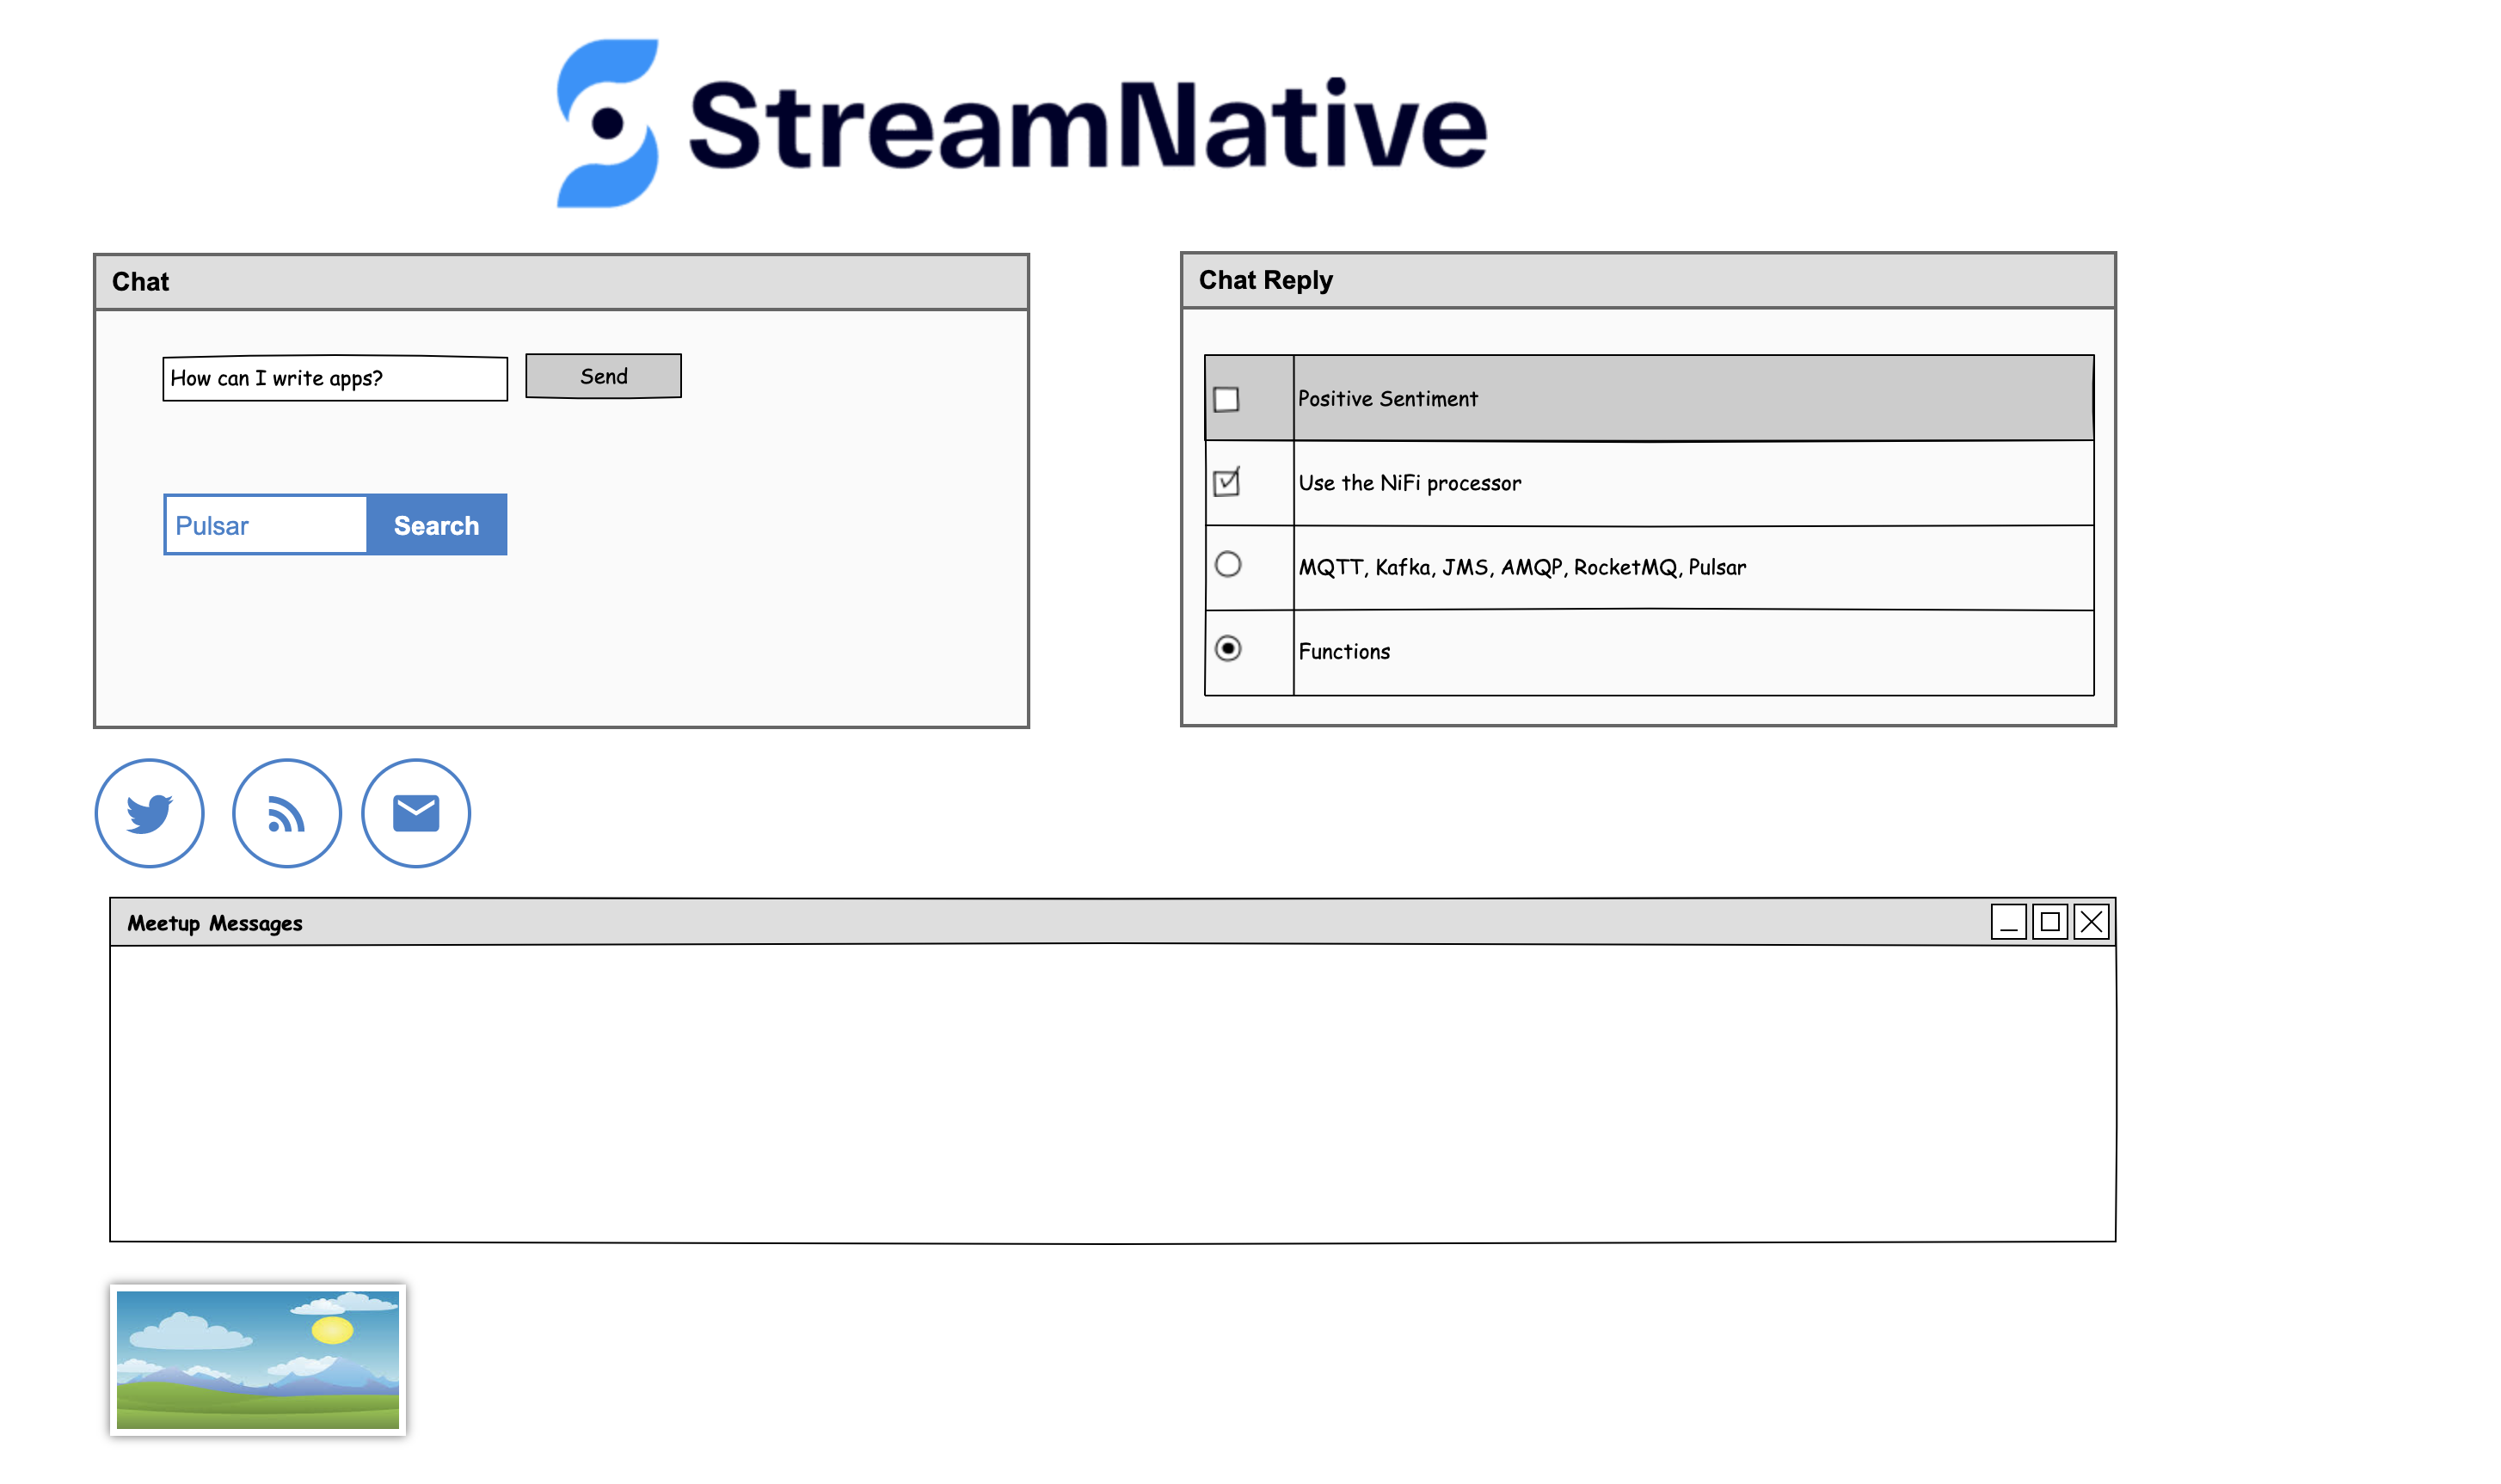 StreamNative
Chat
How can I write apps?
Send
Pulsar
Search
Chat Reply
Positive Sentiment
Use the NiFi processor
MQTT, Kafka, JMS, AMQP, RocketMQ, Pulsar
Functions
Meetup Messages